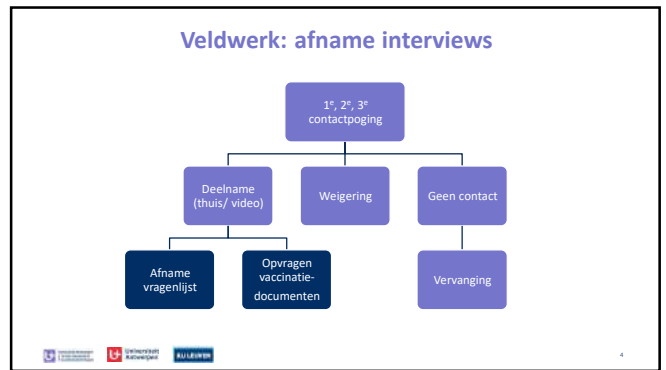 Veldwerk: afname interviews
1e, 2e, 3e
contactpoging
Deelname
(thuis/ video)
Weigering
Geen contact
Afname
vragenlijst
Opvragen
vaccinatie-
documenten
Vervanging
Universiteit
Antwerpen
KU LEUVEN
4